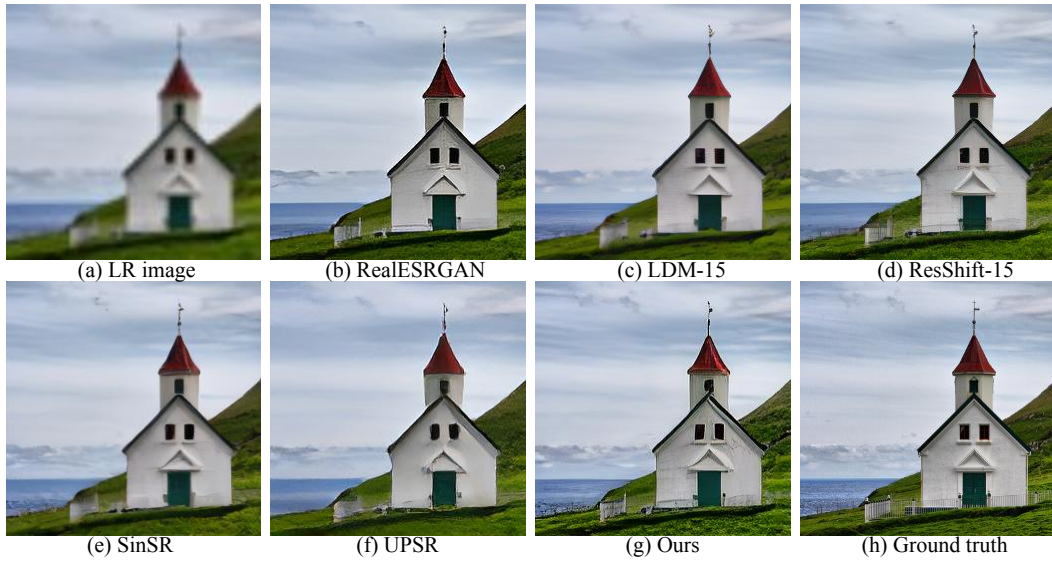 (a) LR image
(b) RealESRGAN
(c) LDM-15
(d) ResShift-15
(e) SinSR
(f) UPSR
(g) Ours
(h) Ground truth